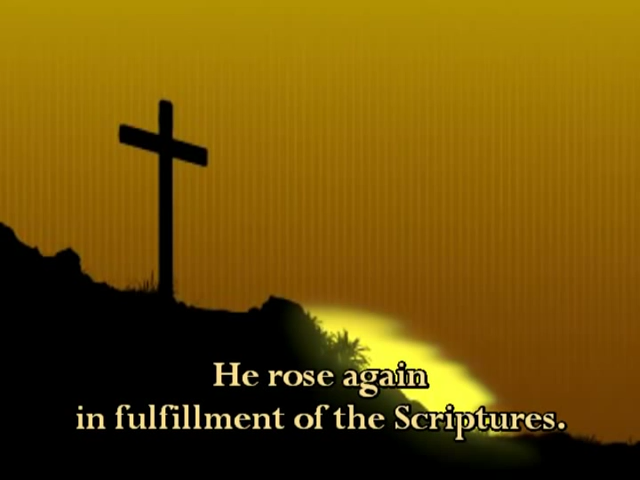 He rose again
in fulfillment of the Scriptures.